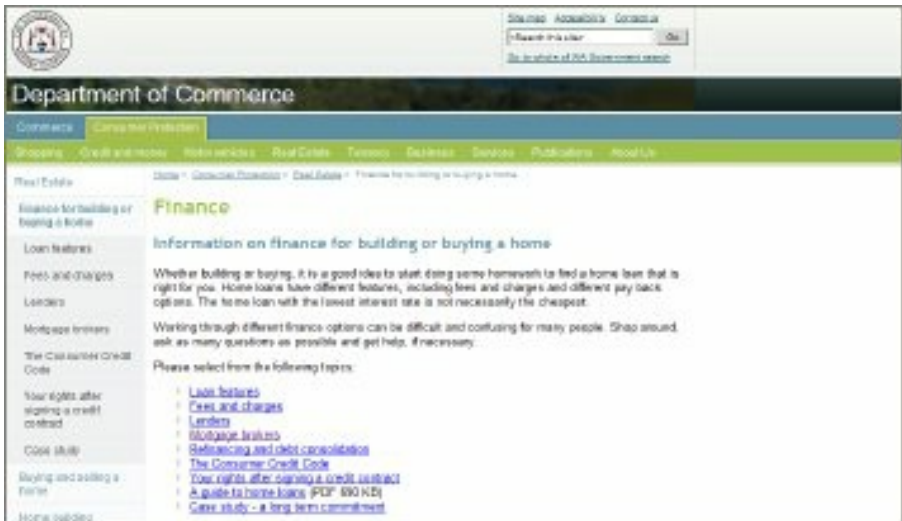 Site map Accessibility Contact us
Search this site Go
Go to whole of WA Government search
Department of Commerce
Commerce Consumer Protection
Shopping Credit and money Motor vehicles Real Estate Tenancy Business Services Publications About Us
Home > Consumer Protection > Real Estate > Finance for building or buying a home
Real Estate
Finance for building or
buying a home
Loan features
Fees and charges
Lenders
Mortgage brokers
The Consumer Credit
Code
Your rights after
signing a credit
contract
Case study
Buying and selling a
home
Home building
Finance
Information on finance for building or buying a home
Whether building or buying, it is a good idea to start doing some homework to find a home loan that is
right for you. Home loans have different features, including fees and charges and different pay back
options. The home loan with the lowest interest rate is not necessarily the cheapest.
Working through different finance options can be difficult and confusing for many people. Shop around,
ask as many questions as possible and get help, if necessary.
Please select from the following topics:
Loan features
Fees and charges
Lenders
Mortgage brokers
Refinancing and debt consolidation
The Consumer Credit Code
Your rights after signing a credit contract
A guide to home loans (PDF 690 KB)
Case study - a long term commitment